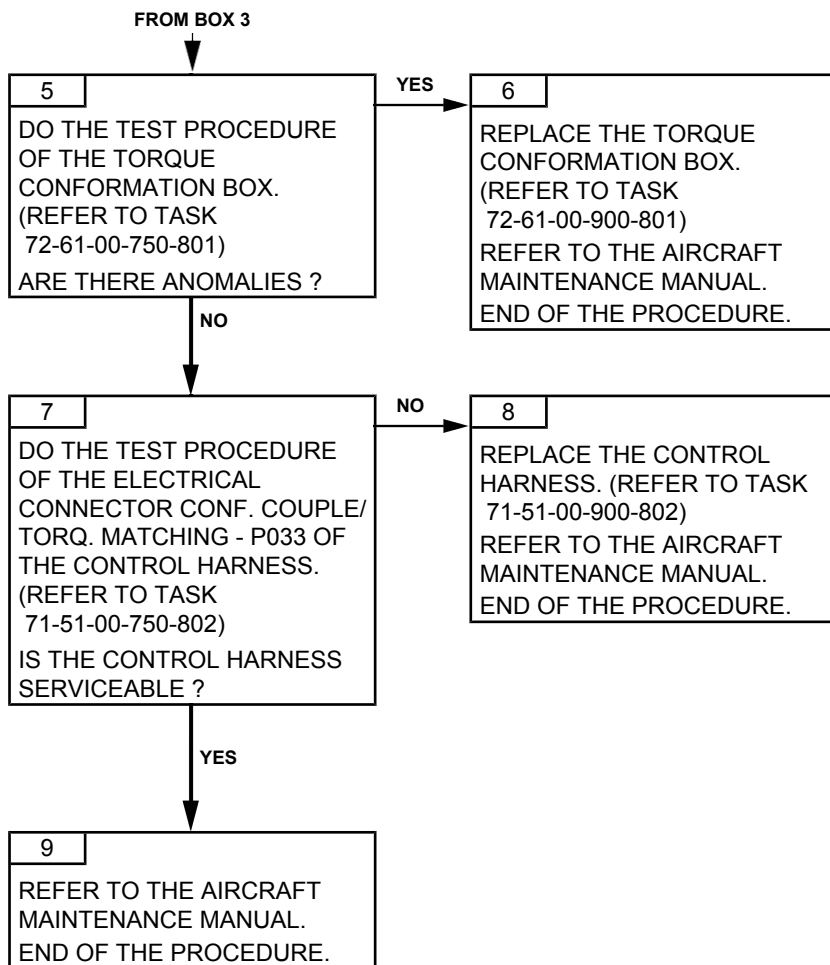 FROM BOX 3
5
DO THE TEST PROCEDURE
OF THE TORQUE
CONFORMATION BOX.
(REFER TO TASK
72-61-00-750-801)
ARE THERE ANOMALIES ?
YES
6
REPLACE THE TORQUE
CONFORMATION BOX.
(REFER TO TASK
72-61-00-900-801)
REFER TO THE AIRCRAFT
MAINTENANCE MANUAL.
END OF THE PROCEDURE.
NO
7
DO THE TEST PROCEDURE
OF THE ELECTRICAL
CONNECTOR CONF. COUPLE/
TORQ. MATCHING - P033 OF
THE CONTROL HARNESS.
(REFER TO TASK
71-51-00-750-802)
IS THE CONTROL HARNESS
SERVICEABLE ?
NO
8
REPLACE THE CONTROL
HARNESS. (REFER TO TASK
71-51-00-900-802)
REFER TO THE AIRCRAFT
MAINTENANCE MANUAL.
END OF THE PROCEDURE.
YES
9
REFER TO THE AIRCRAFT
MAINTENANCE MANUAL.
END OF THE PROCEDURE.